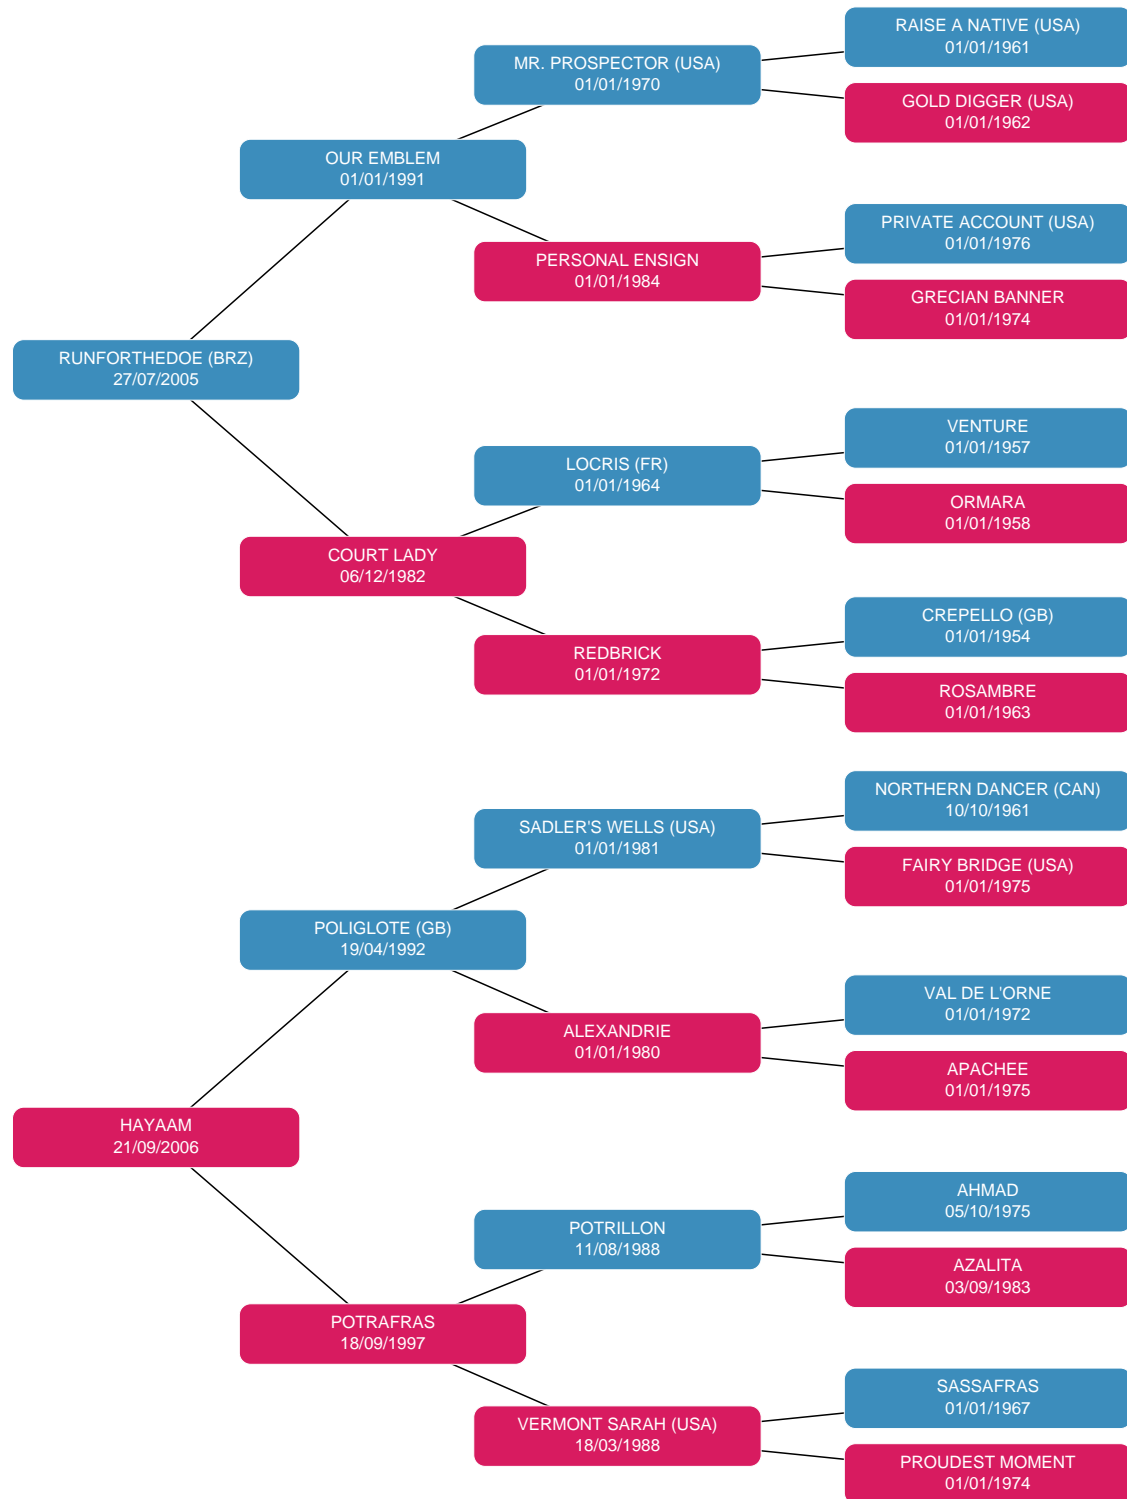 RAISE A NATIVE (USA)
01/01/1961
MR. PROSPECTOR (USA)
01/01/1970
GOLD DIGGER (USA)
01/01/1962
OUR EMBLEM
01/01/1991
PRIVATE ACCOUNT (USA)
01/01/1976
PERSONAL ENSIGN
01/01/1984
GRECIAN BANNER
01/01/1974
RUNFORTHEDOE (BRZ)
27/07/2005
VENTURE
01/01/1957
LOCRIS (FR)
01/01/1964
ORMARA
01/01/1958
COURT LADY
06/12/1982
CREPELLO (GB)
01/01/1954
REDBRICK
01/01/1972
ROSAMBRE
01/01/1963
NORTHERN DANCER (CAN)
10/10/1961
SADLER'S WELLS (USA)
01/01/1981
FAIRY BRIDGE (USA)
01/01/1975
POLIGLOTE (GB)
19/04/1992
VAL DE L'ORNE
01/01/1972
ALEXANDRIE
01/01/1980
APACHEE
01/01/1975
HAYAAM
21/09/2006
AHMAD
05/10/1975
POTRILLON
11/08/1988
AZALITA
03/09/1983
POTRAFRAS
18/09/1997
SASSAFRAS
01/01/1967
VERMONT SARAH (USA)
18/03/1988
PROUDEST MOMENT
01/01/1974